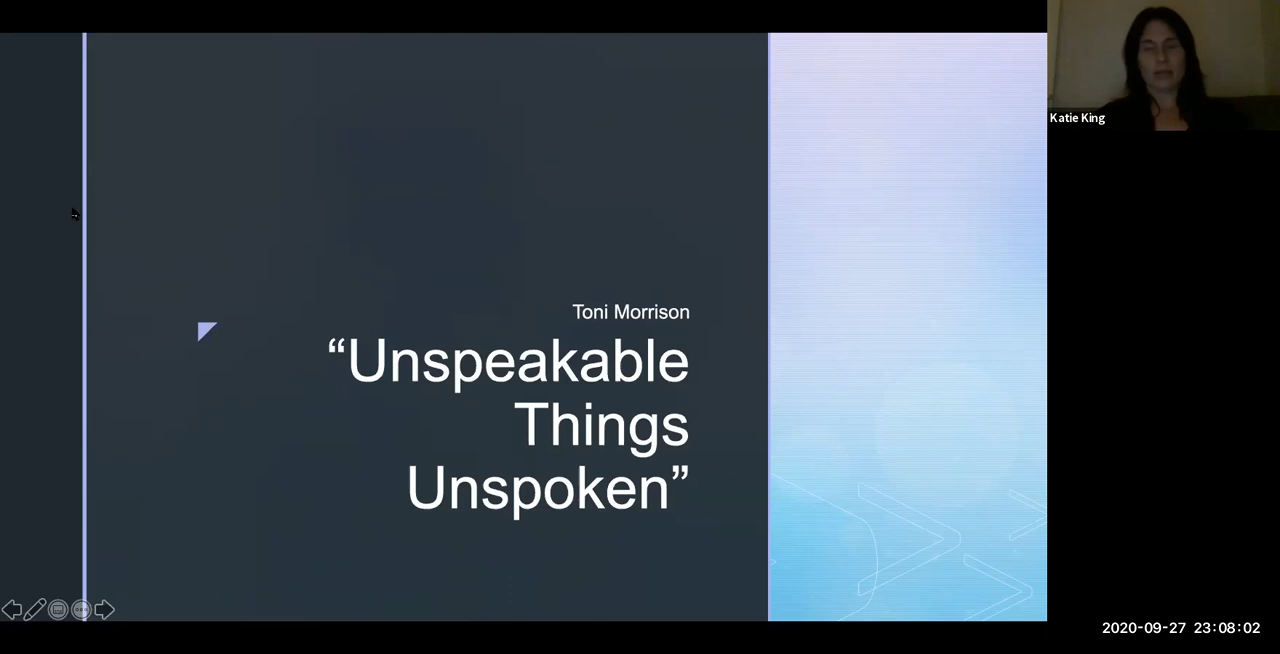 Katie King
Toni Morrison
“Unspeakable
Things
Unspoken”
2020-09-27 23:08:02